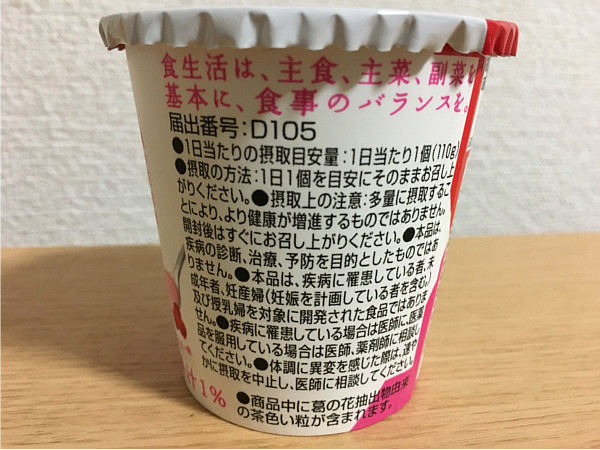 食生活は、主食、主菜、副菜を
基本に、食事のバランスを。
届出番号:D105
●1日当たりの摂取目安量:1日当たり1個(110g)
●摂取の方法:1日1個を目安にそのままお召し上
がりください。●摂取上の注意:多量に摂取するこ
とにより、より健康が増進するものではありません。
開封後はすぐにお召し上がりください。●本品は、
疾病の診断、治療、予防を目的としたものではあ
りません。●本品は、疾病に罹患している者、未
成年者、妊産婦(妊娠を計画している者を含む。)
及び授乳婦を対象に開発された食品ではありま
せん。●疾病に罹患している場合は医師に、医薬
品を服用している場合は医師、薬剤師に相談し
てください。●体調に異変を感じた際は、速や
かに摂取を中止し、医師に相談してください。
汁1%
●商品中に葛の花抽出物由来
の茶色い粒が含まれます。